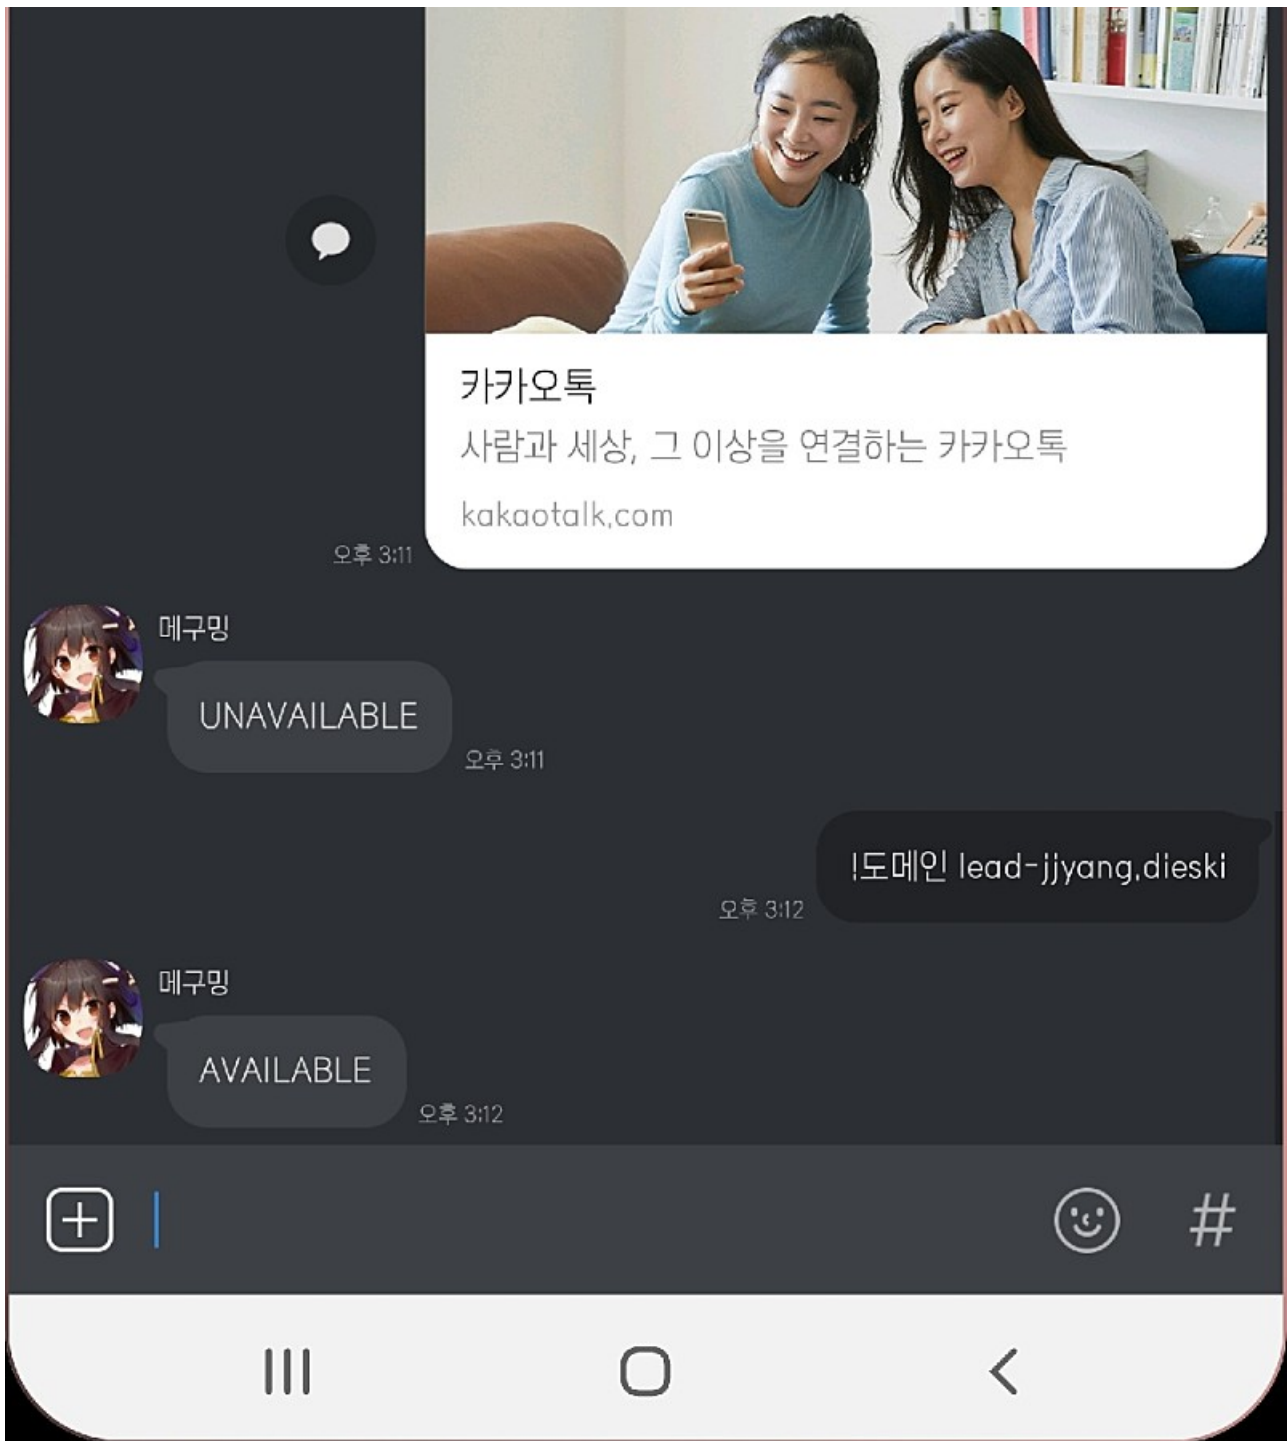 카카오톡
사람과 세상, 그 이상을 연결하는 카카오톡
kakaotalk.com
오후 3:11
메구밍
UNAVAILABLE
오후 3:11
!도메인 lead-jjyang.dieski
오후 3:12
메구밍
AVAILABLE
오후 3:12
#